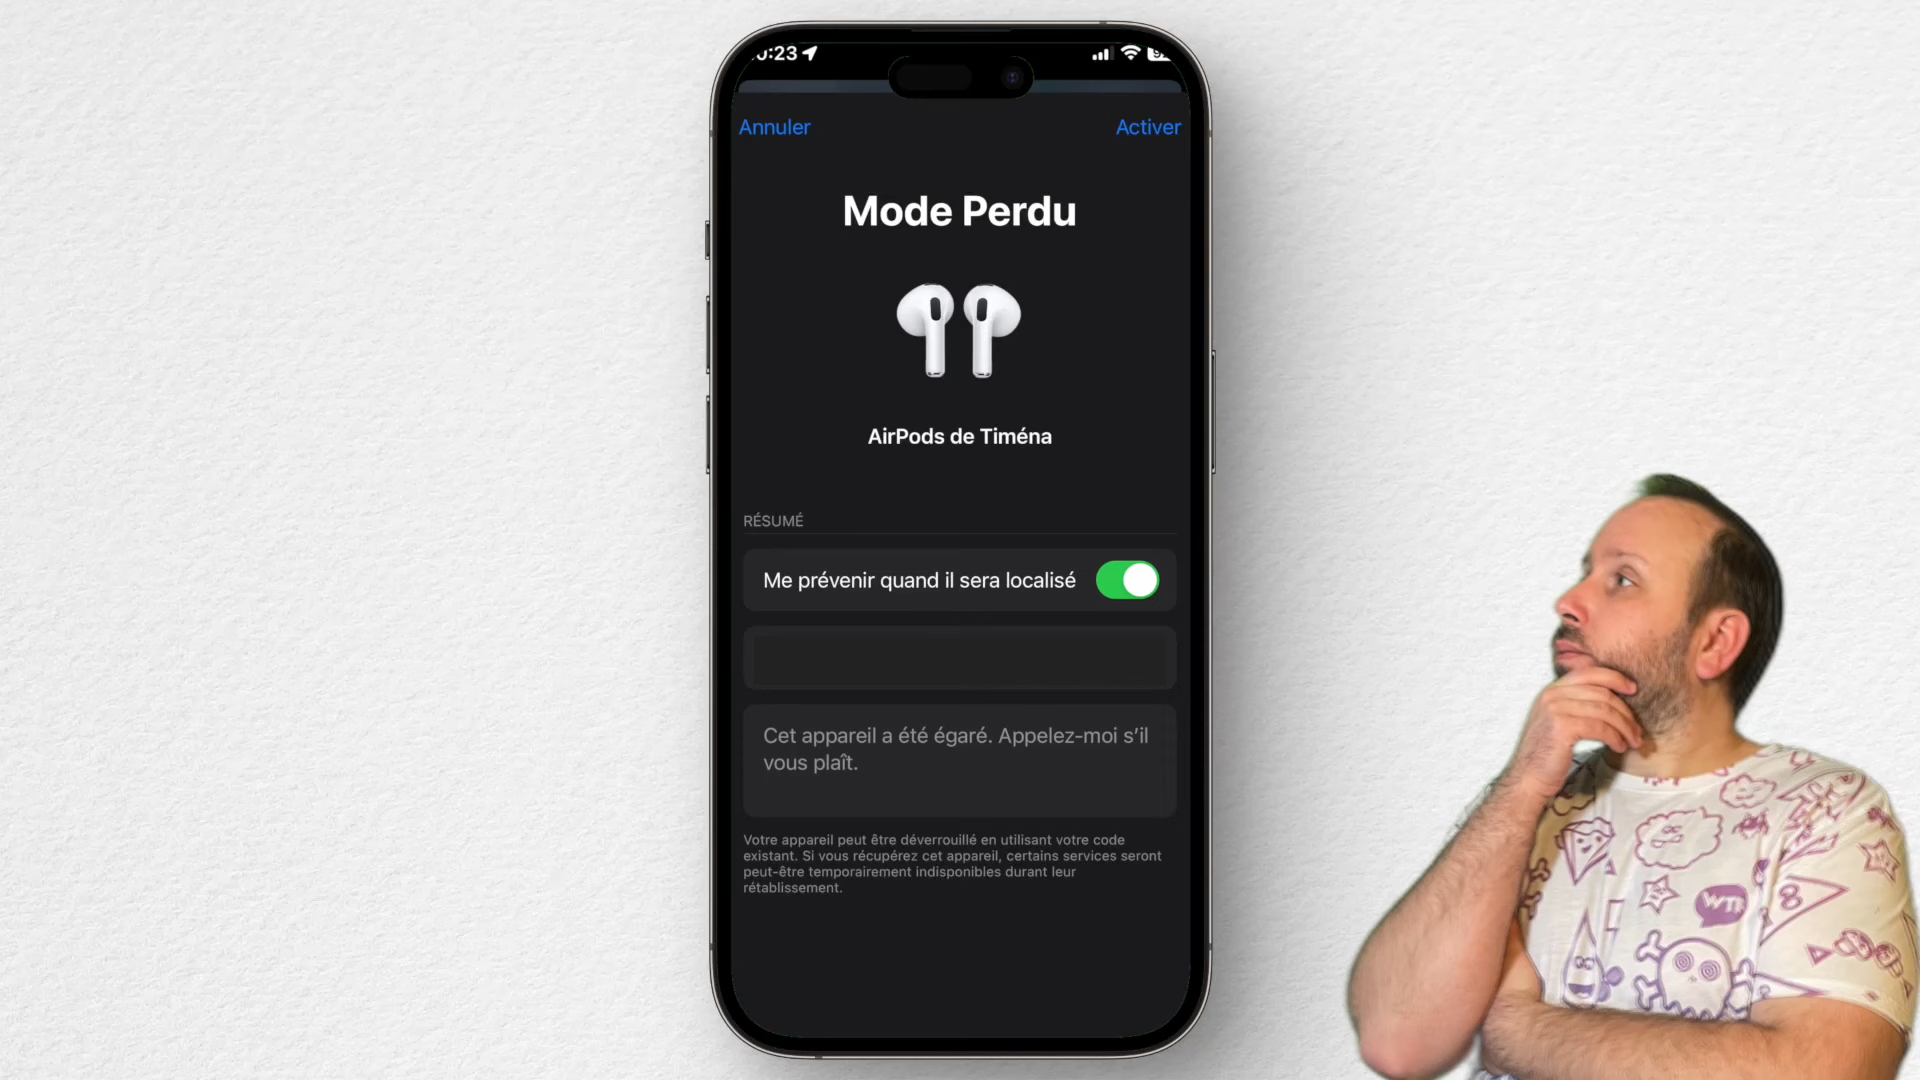 :23
Annuler
Activer
Mode Perdu
AirPods de Tiména
RÉSUMÉ
Me prévenir quand il sera localisé
Cet appareil a été égaré. Appelez-moi s’il
vous plaît.
Votre appareil peut être déverrouillé en utilisant votre code
existant. Si vous récupérez cet appareil, certains services seront
peut-être temporairement indisponibles durant leur
rétablissement.
WTF
8